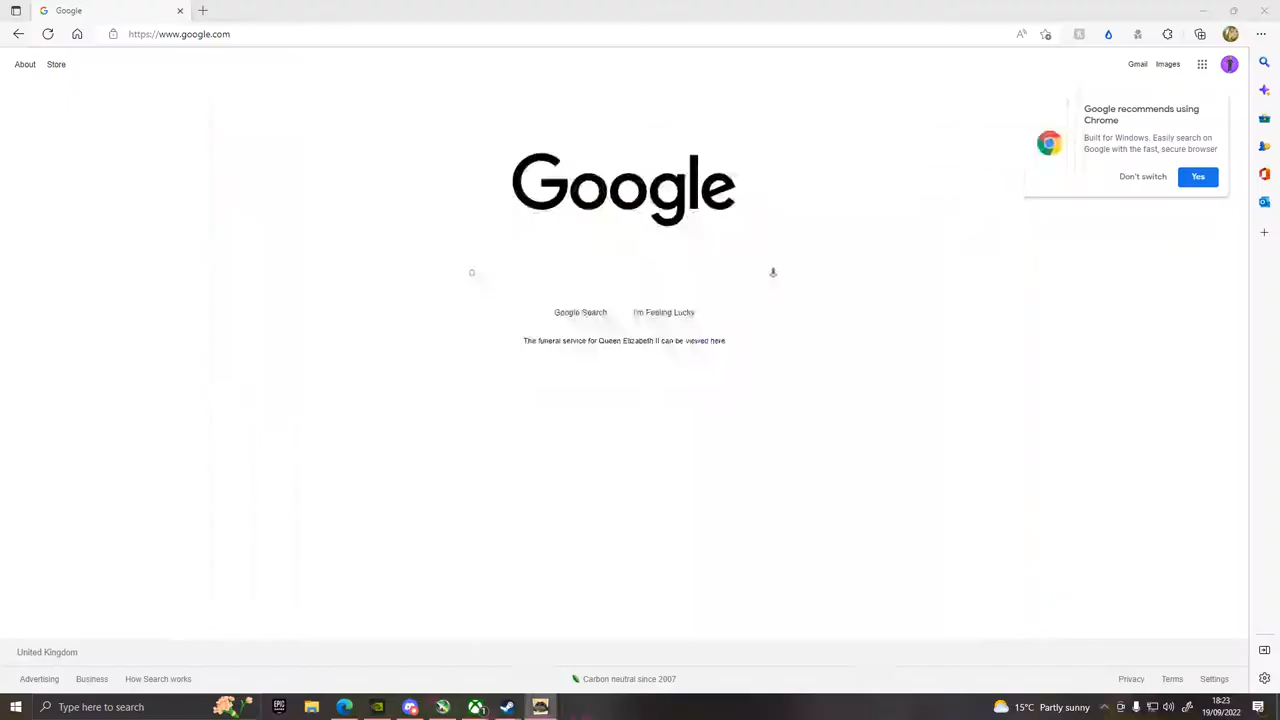 Google
https://www.google.com
About Store
Gmail Images
Google recommends using
Chrome
Built for Windows. Easily search on
Google with the fast, secure browser
Don't switch Yes
Google
Google Search I'm Feeling Lucky
The funeral service for Queen Elizabeth II can be viewed here
United Kingdom
Advertising Business How Search works
Carbon neutral since 2007
Privacy Terms Settings
Type here to search
EPIC
15°C Partly sunny
18:23
19/09/2022